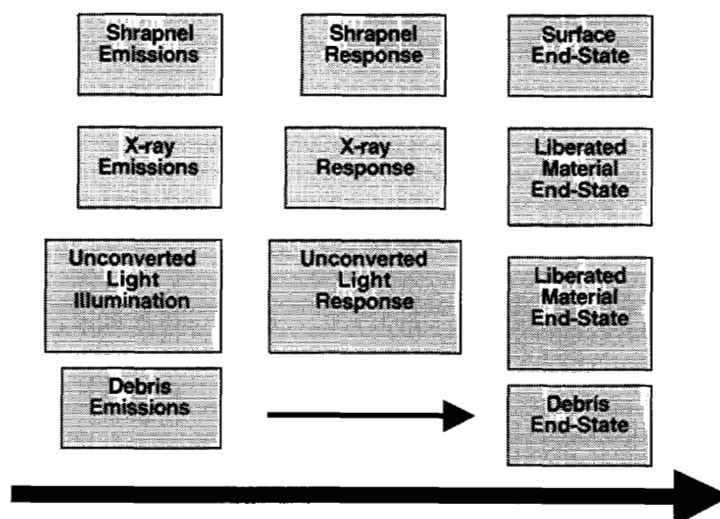 Shrapnel
Emissions
Shrapnel
Response
Surface
End-State
X-ray
Emissions
X-ray
Response
Liberated
Material
End-State
Unconverted
Light
Illumination
Unconverted
Light
Response
Liberated
Material
End-State
Debris
Emissions
Debris
End-State